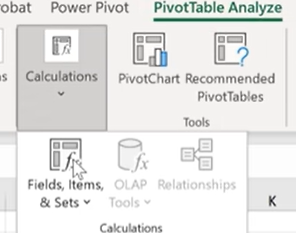 obat Power Pivot PivotTable Analyze
s Calculations PivotChart Recommended
PivotTables
Tools
Fields, Items, OLAP Relationships
& Sets Tools
Calculations
K